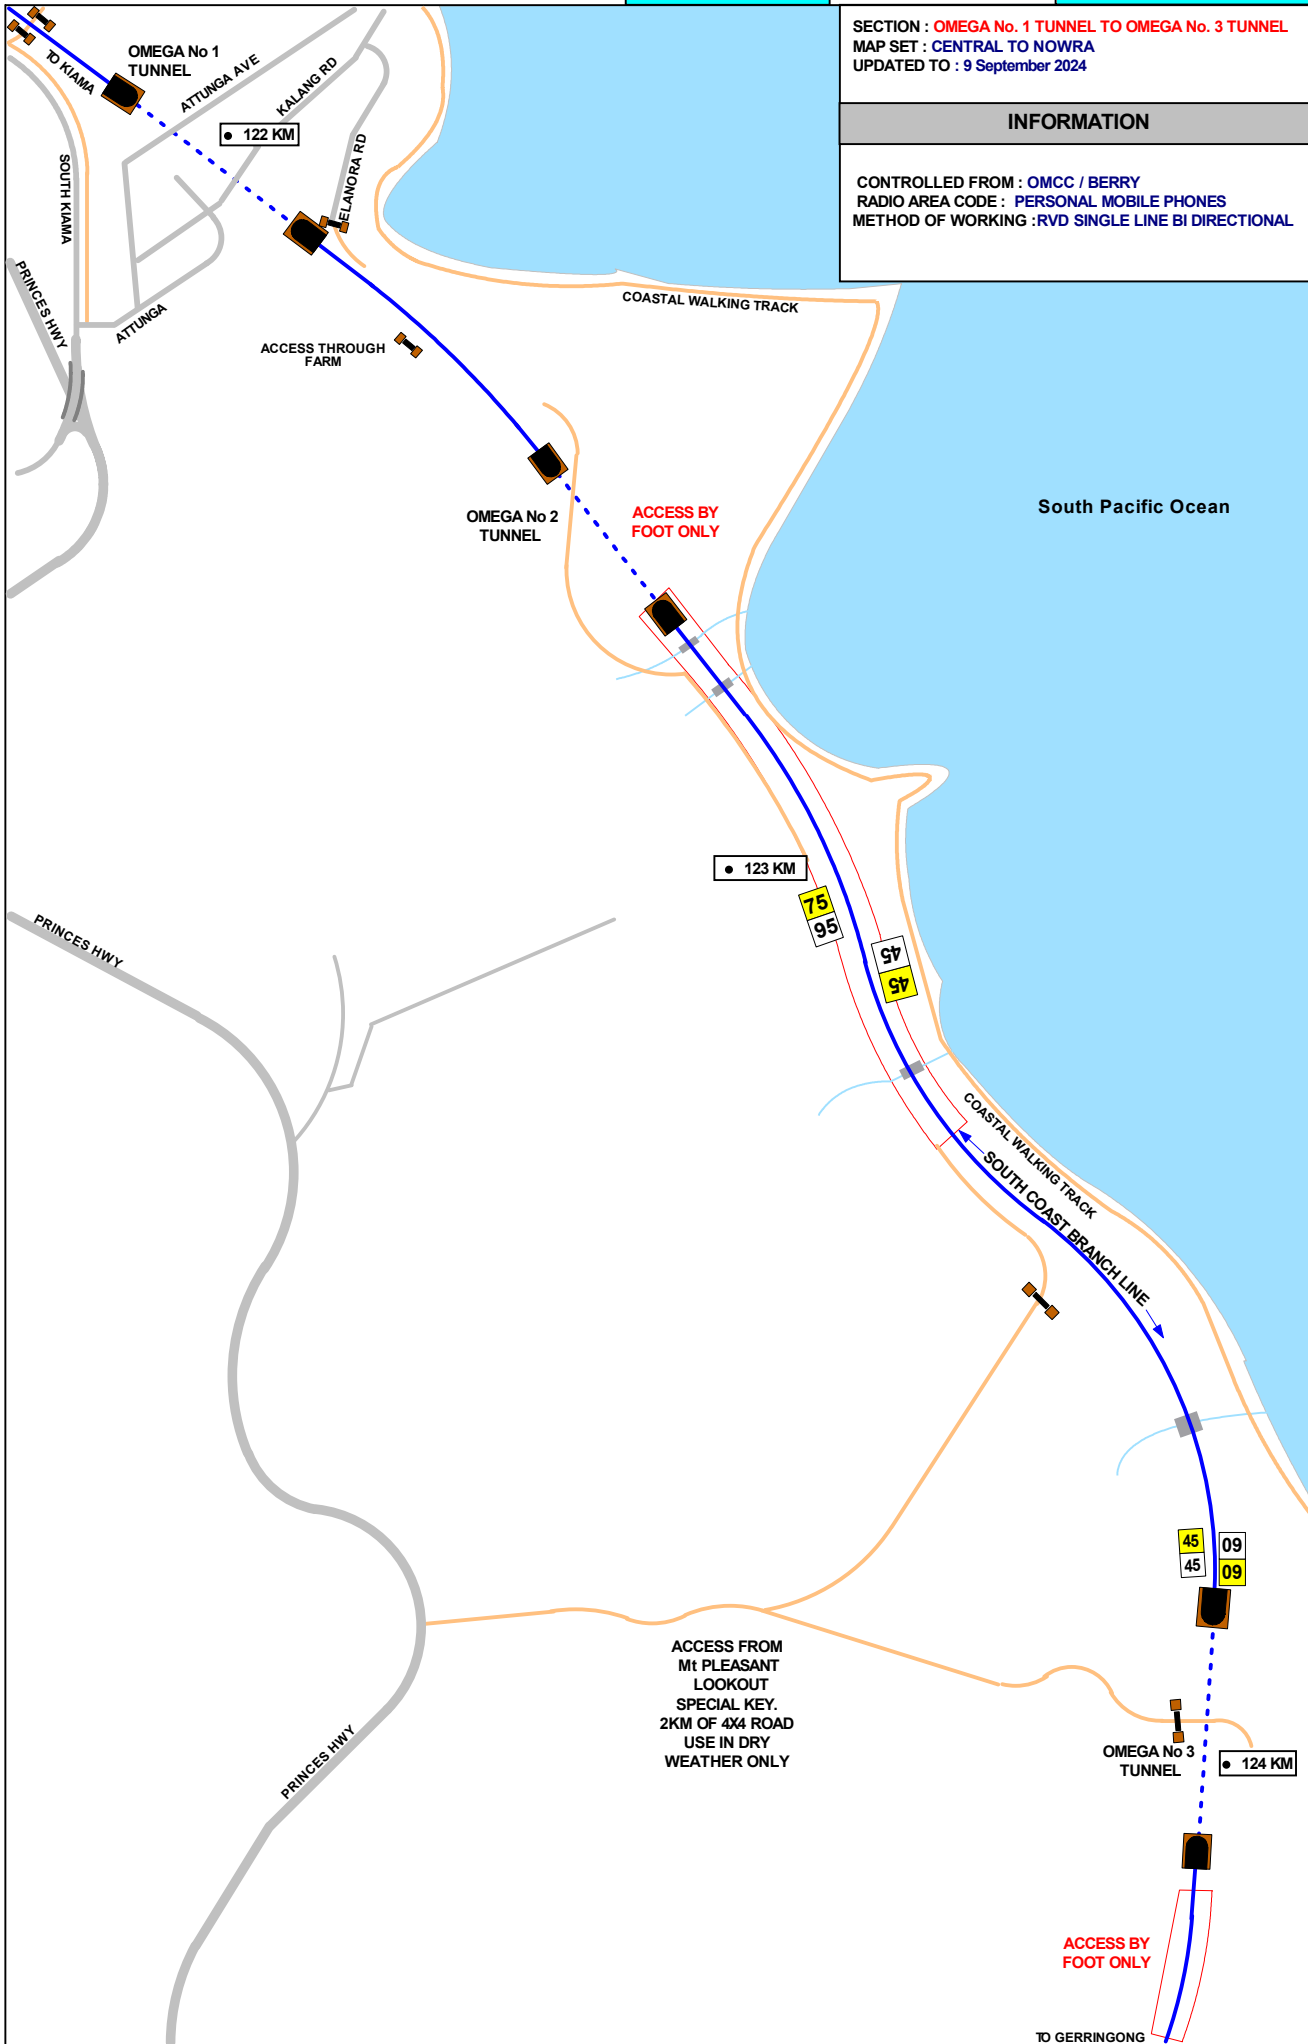 SECTION : OMEGA No. 1 TUNNEL TO OMEGA No. 3 TUNNEL
MAP SET : CENTRAL TO NOWRA
UPDATED TO : 9 September 2024
INFORMATION
CONTROLLED FROM : OMCC / BERRY
RADIO AREA CODE : PERSONAL MOBILE PHONES
METHOD OF WORKING :RVD SINGLE LINE BI DIRECTIONAL
OMEGA No 1
TUNNEL
TO KIAMA
ATTUNGA AVE
KALANG RD
122 KM
ELANORA RD
SOUTH KIAMA
PRINCES HWY
ATTUNGA
ACCESS THROUGH
FARM
COASTAL WALKING TRACK
South Pacific Ocean
OMEGA No 2
TUNNEL
ACCESS BY
FOOT ONLY
123 KM
75
95
45
45
PRINCES HWY
COASTAL WALKING TRACK
SOUTH COAST BRANCH LINE
45
45
60
60
ACCESS FROM
Mt PLEASANT
LOOKOUT
SPECIAL KEY.
2KM OF 4X4 ROAD
USE IN DRY
WEATHER ONLY
PRINCES HWY
OMEGA No 3
TUNNEL
124 KM
ACCESS BY
FOOT ONLY
TO GERRINGONG